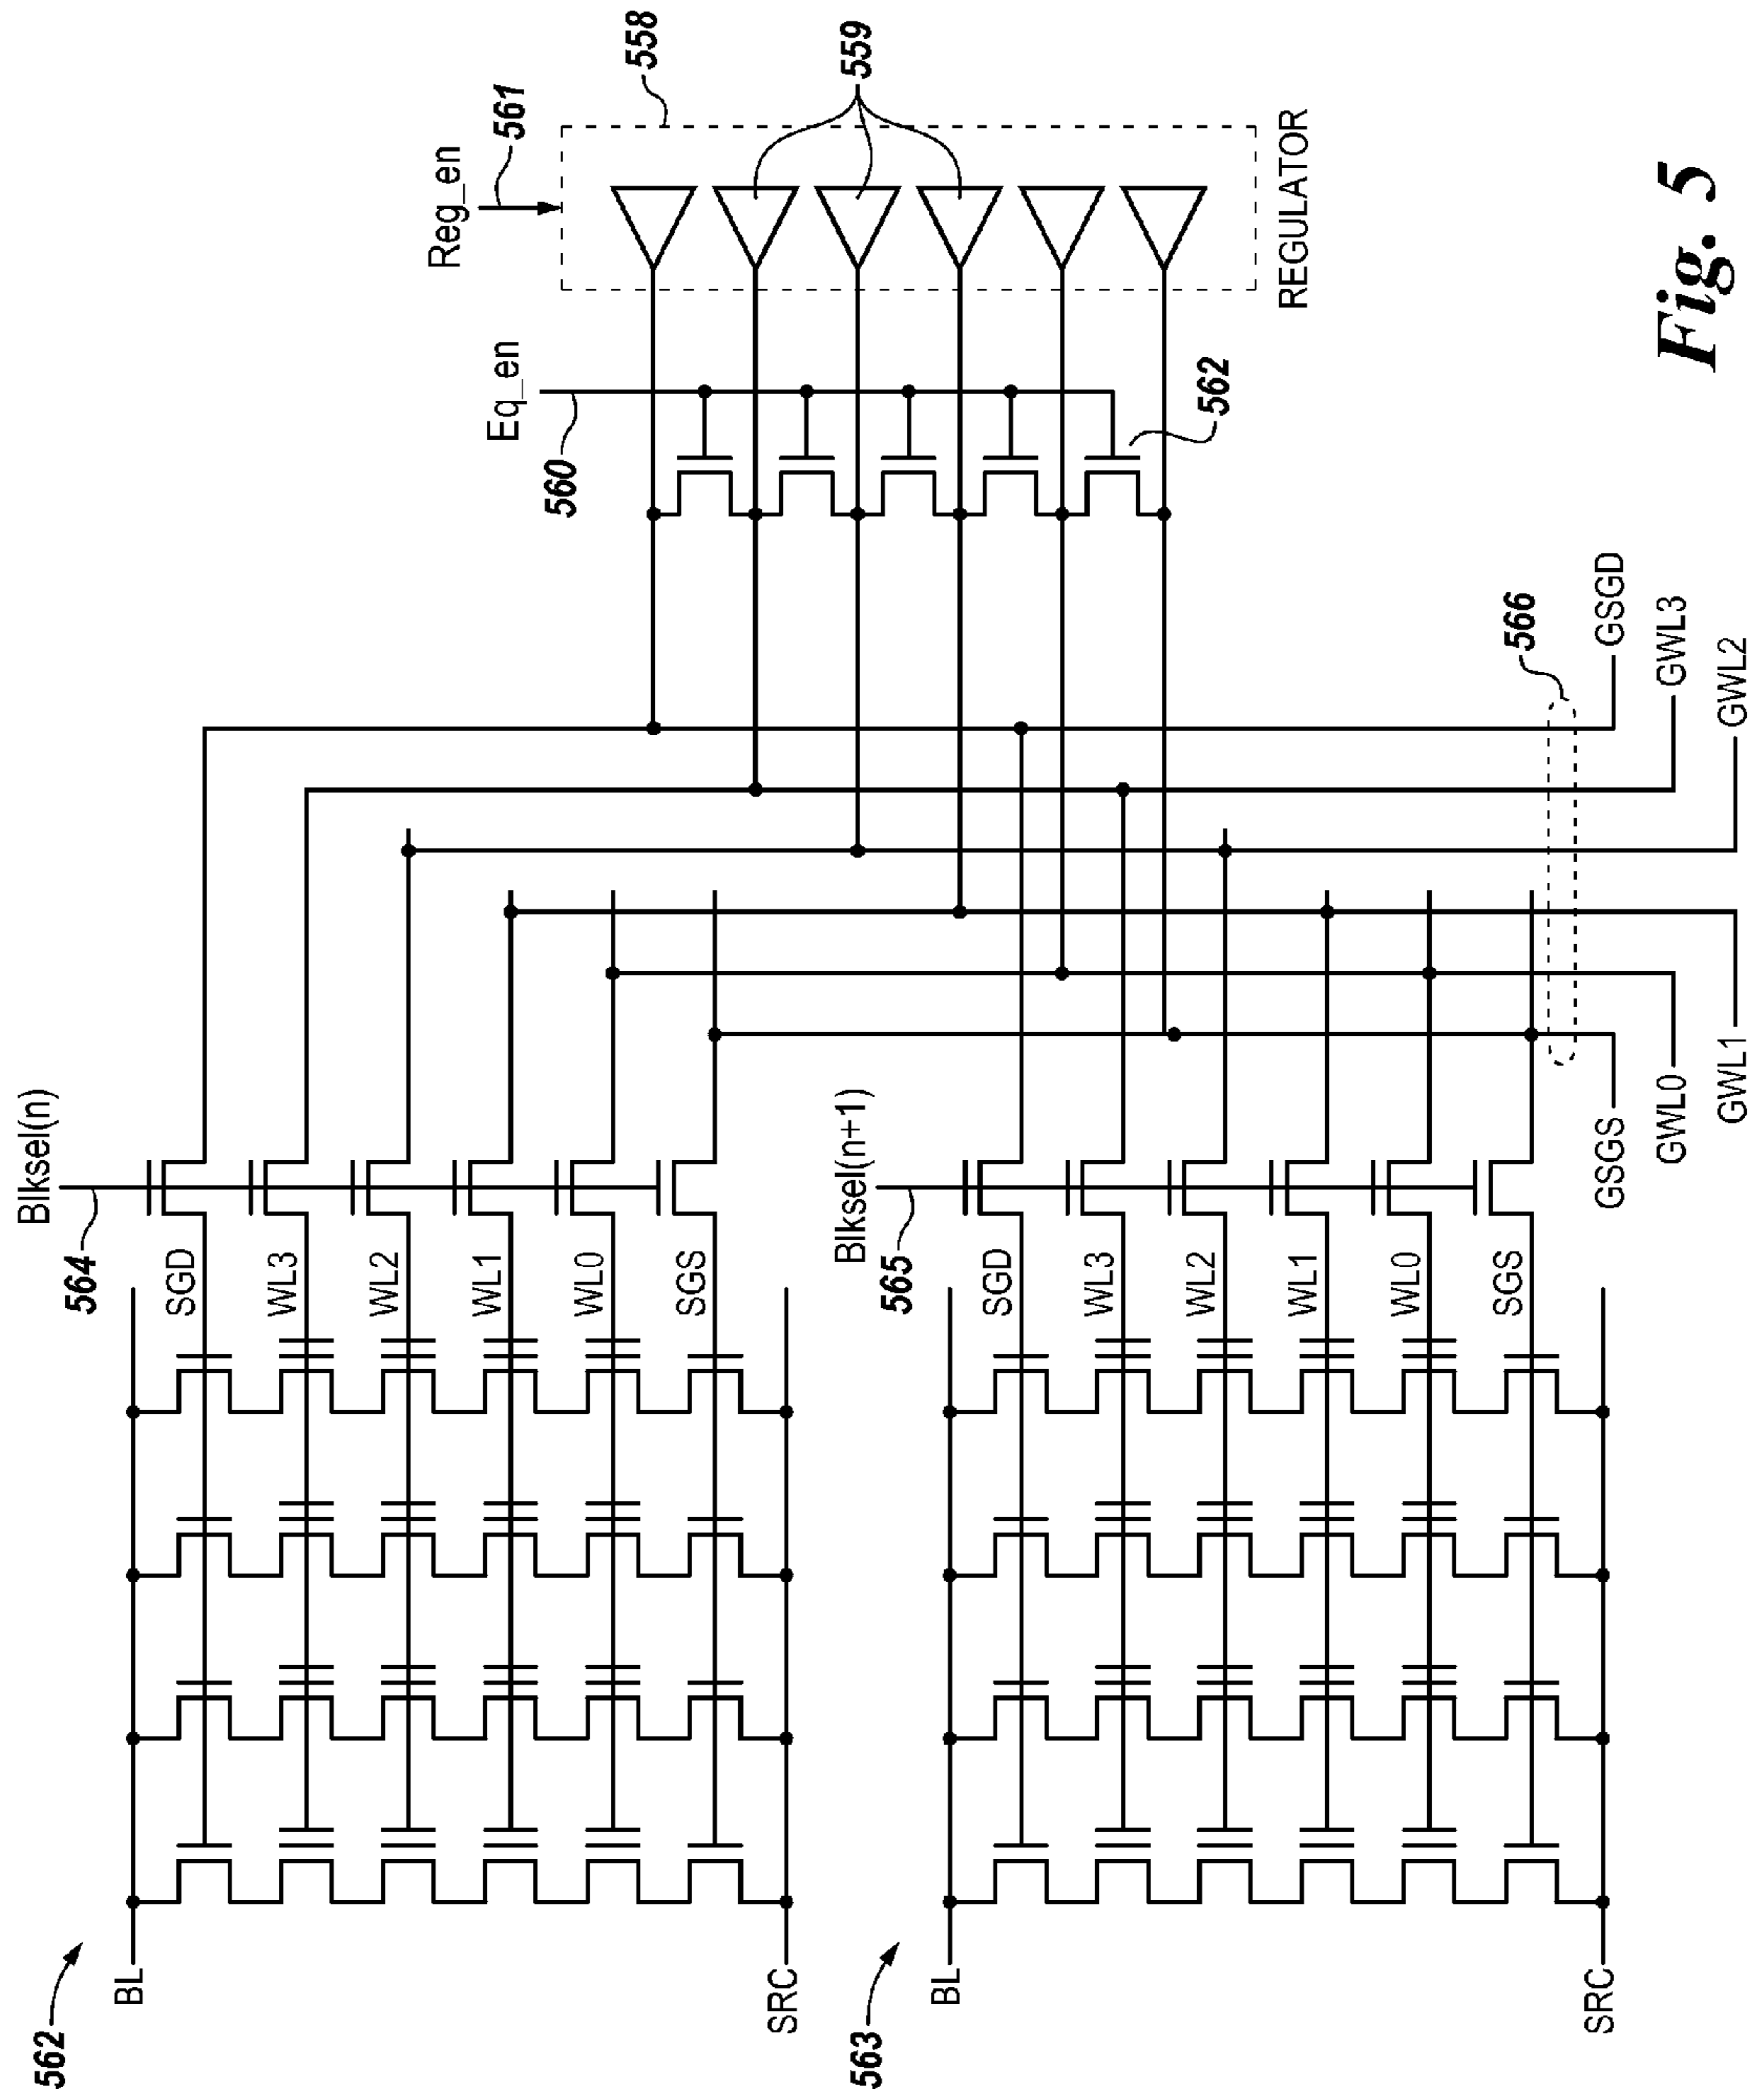 Reg_en
561
558
559
REGULATOR
Eq_en
560
562
Blksel(n)
564
SGD
WL3
WL2
WL1
WL0
SGS
BL
SRC
562
Blksel(n+1)
565
SGD
WL3
WL2
WL1
WL0
SGS
BL
SRC
563
566
GSGD
GWL3
GWL2
GWL1
GWL0
GSGS
Fig. 5